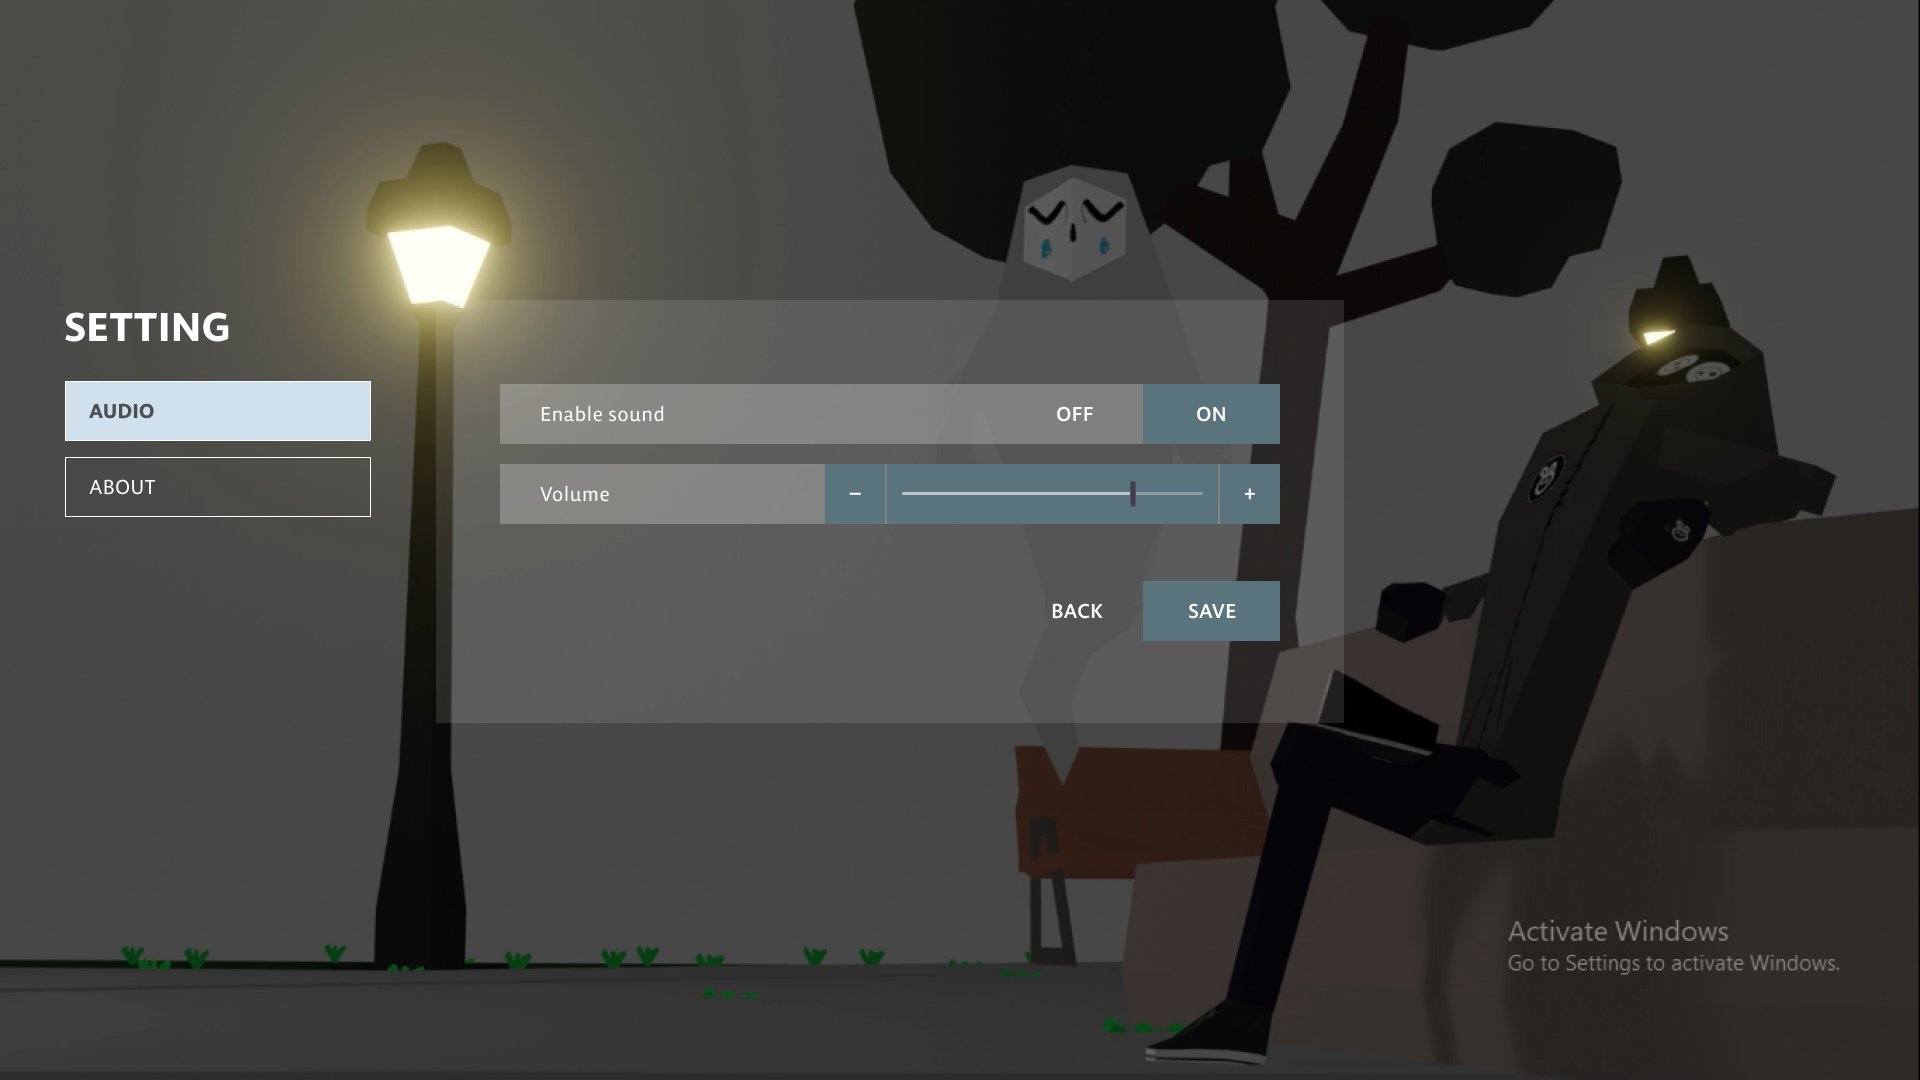 SETTING
AUDIO
ABOUT
Enable sound OFF ON
Volume − +
BACK SAVE
Activate Windows
Go to Settings to activate Windows.